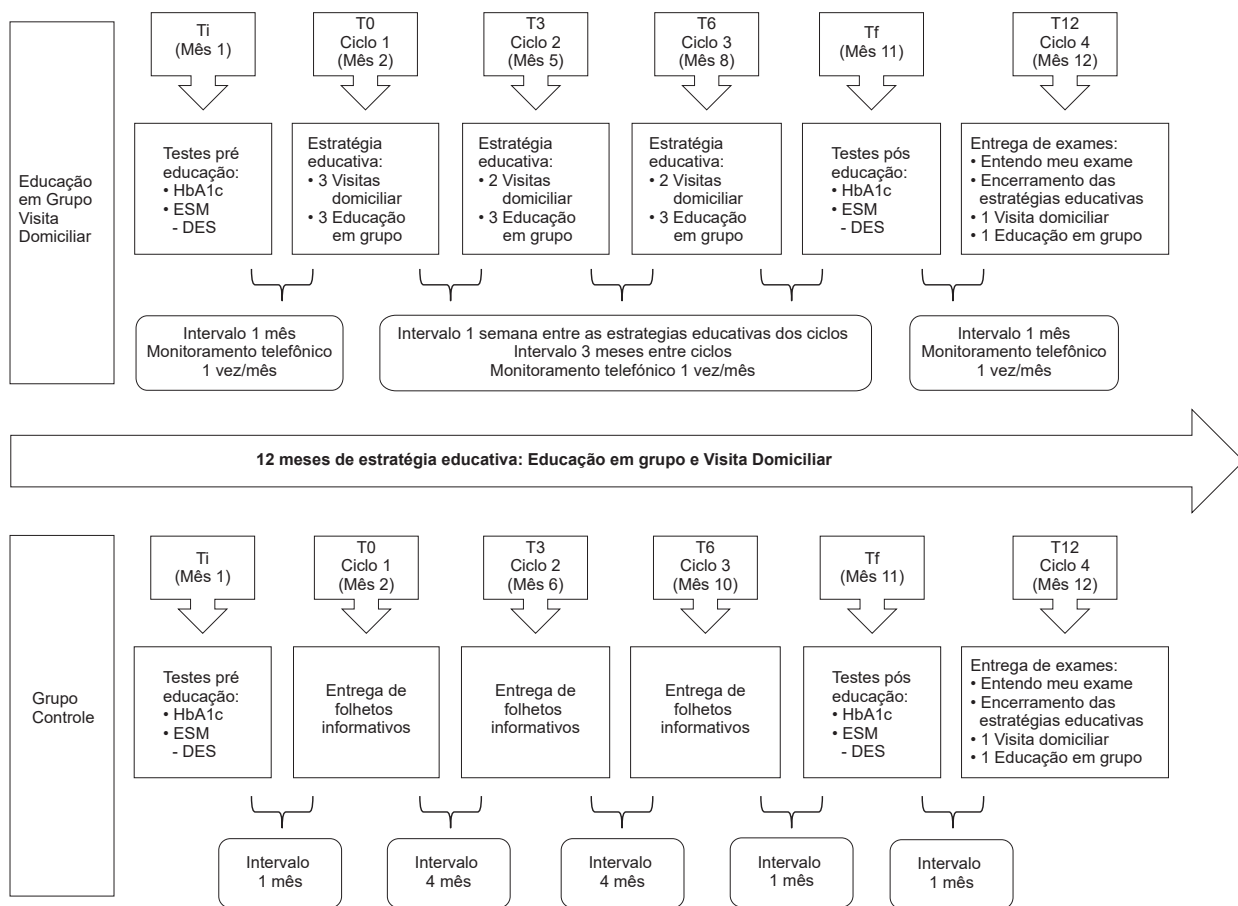 Ti
(Mês 1)
T0
Ciclo 1
(Mês 2)
T3
Ciclo 2
(Mês 5)
T6
Ciclo 3
(Mês 8)
Tf
(Mês 11)
T12
Ciclo 4
(Mês 12)
Educação
em Grupo
Visita
Domiciliar
Testes pré
educação:
• HbA1c
• ESM
- DES
Estratégia
educativa:
• 3 Visitas
domiciliar
• 3 Educação
em grupo
Estratégia
educativa:
• 2 Visitas
domiciliar
• 3 Educação
em grupo
Estratégia
educativa:
• 2 Visitas
domiciliar
• 3 Educação
em grupo
Testes pós
educação:
• HbA1c
• ESM
- DES
Entrega de exames:
• Entendo meu exame
• Encerramento das
estratégias educativas
• 1 Visita domiciliar
• 1 Educação em grupo
Intervalo 1 mês
Monitoramento telefônico
1 vez/mês
Intervalo 1 semana entre as estrategias educativas dos ciclos
Intervalo 3 meses entre ciclos
Monitoramento telefónico 1 vez/mês
Intervalo 1 mês
Monitoramento telefônico
1 vez/mês
12 meses de estratégia educativa: Educação em grupo e Visita Domiciliar
Ti
(Mês 1)
T0
Ciclo 1
(Mês 2)
T3
Ciclo 2
(Mês 6)
T6
Ciclo 3
(Mês 10)
Tf
(Mês 11)
T12
Ciclo 4
(Mês 12)
Grupo
Controle
Testes pré
educação:
• HbA1c
• ESM
- DES
Entrega de
folhetos
informativos
Entrega de
folhetos
informativos
Entrega de
folhetos
informativos
Testes pós
educação:
• HbA1c
• ESM
- DES
Entrega de exames:
• Entendo meu exame
• Encerramento das
estratégias educativas
• 1 Visita domiciliar
• 1 Educação em grupo
Intervalo
1 mês
Intervalo
4 mês
Intervalo
4 mês
Intervalo
1 mês
Intervalo
1 mês